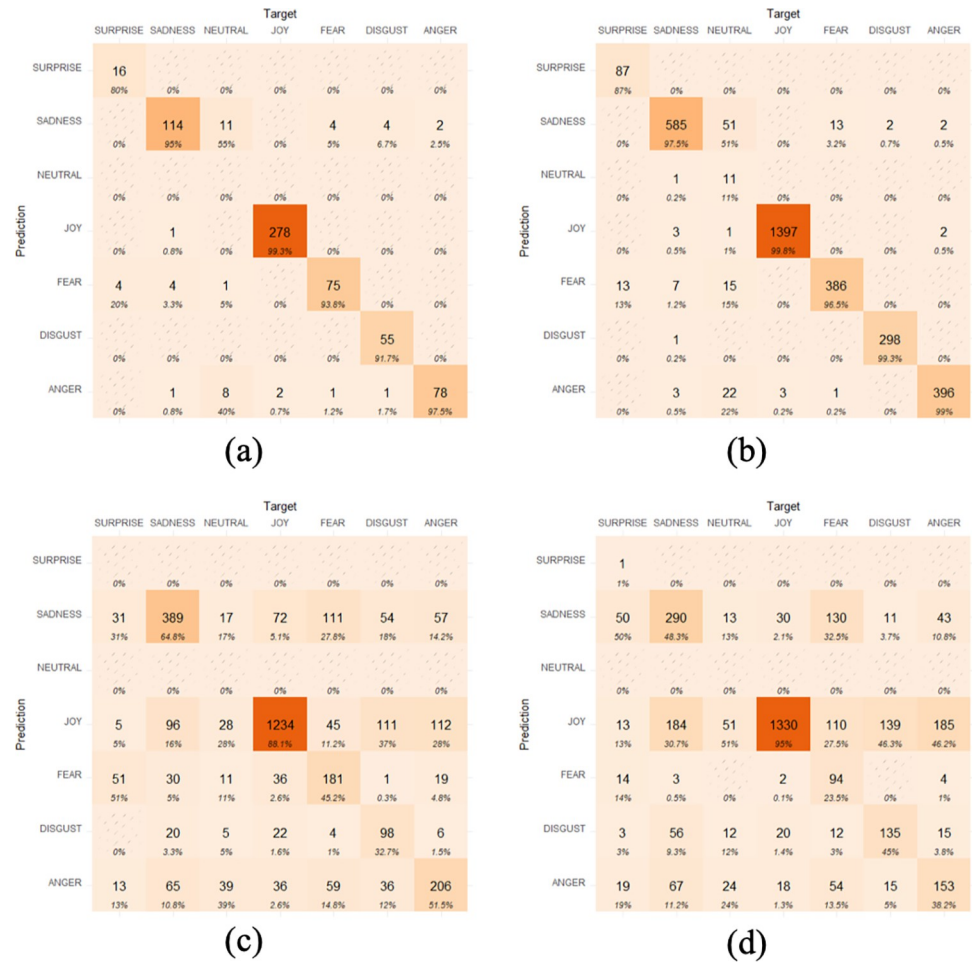 Target
SURPRISE SADNESS NEUTRAL JOY FEAR DISGUST ANGER
Prediction
SURPRISE 16
80% 0% 0% 0% 0% 0% 0%
SADNESS 114 11 4 4 2
0% 95% 55% 0% 5% 6.7% 2.5%
NEUTRAL
0% 0% 0% 0% 0% 0% 0%
JOY 1 278
0% 0.8% 0% 99.3% 0% 0% 0%
FEAR 4 4 1 75
20% 3.3% 5% 0% 93.8% 0% 0%
DISGUST 55
0% 0% 0% 0% 0% 91.7% 0%
ANGER 1 8 2 1 1 78
0% 0.8% 40% 0.7% 1.2% 1.7% 97.5%
(a)
Target
SURPRISE SADNESS NEUTRAL JOY FEAR DISGUST ANGER
Prediction
SURPRISE 87
87% 0% 0% 0% 0% 0% 0%
SADNESS 585 51 13 2 2
0% 97.5% 51% 0% 3.2% 0.7% 0.5%
NEUTRAL 1 11
0% 0.2% 11% 0% 0% 0% 0%
JOY 3 1 1397 2
0% 0.5% 1% 99.8% 0% 0% 0.5%
FEAR 13 7 15 386
13% 1.2% 15% 0% 96.5% 0% 0%
DISGUST 1 298
0% 0.2% 0% 0% 0% 99.3% 0%
ANGER 3 22 3 1 396
0% 0.5% 22% 0.2% 0.2% 0% 99%
(b)
Target
SURPRISE SADNESS NEUTRAL JOY FEAR DISGUST ANGER
Prediction
SURPRISE
0% 0% 0% 0% 0% 0% 0%
SADNESS 31 389 17 72 111 54 57
31% 64.8% 17% 5.1% 27.8% 18% 14.2%
NEUTRAL
0% 0% 0% 0% 0% 0% 0%
JOY 5 96 28 1234 45 111 112
5% 16% 28% 88.1% 11.2% 37% 28%
FEAR 51 30 11 36 181 1 19
51% 5% 11% 2.6% 45.2% 0.3% 4.8%
DISGUST 20 5 22 4 98 6
0% 3.3% 5% 1.6% 1% 32.7% 1.5%
ANGER 13 65 39 36 59 36 206
13% 10.8% 39% 2.6% 14.8% 12% 51.5%
(c)
Target
SURPRISE SADNESS NEUTRAL JOY FEAR DISGUST ANGER
Prediction
SURPRISE 1
1% 0% 0% 0% 0% 0% 0%
SADNESS 50 290 13 30 130 11 43
50% 48.3% 13% 2.1% 32.5% 3.7% 10.8%
NEUTRAL
0% 0% 0% 0% 0% 0% 0%
JOY 13 184 51 1330 110 139 185
13% 30.7% 51% 95% 27.5% 46.3% 46.2%
FEAR 14 3 2 94 4
14% 0.5% 0% 0.1% 23.5% 0% 1%
DISGUST 3 56 12 20 12 135 15
3% 9.3% 12% 1.4% 3% 45% 3.8%
ANGER 19 67 24 18 54 15 153
19% 11.2% 24% 1.3% 13.5% 5% 38.2%
(d)